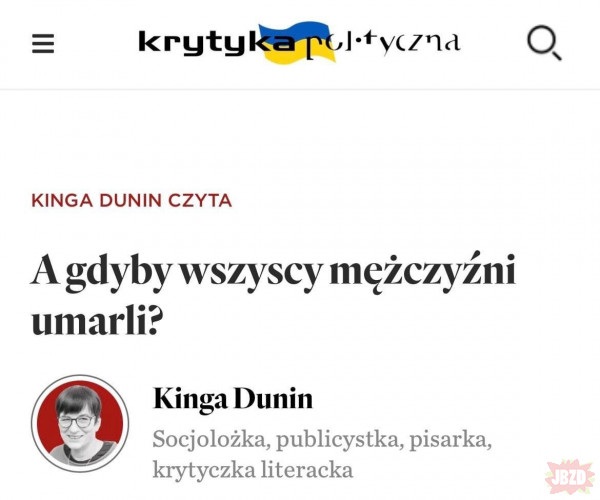 krytyka polityczna
KINGA DUNIN CZYTA
A gdyby wszyscy mężczyźni
umarli?
Kinga Dunin
Socjolożka, publicystka, pisarka,
krytyczka literacka
JBZD